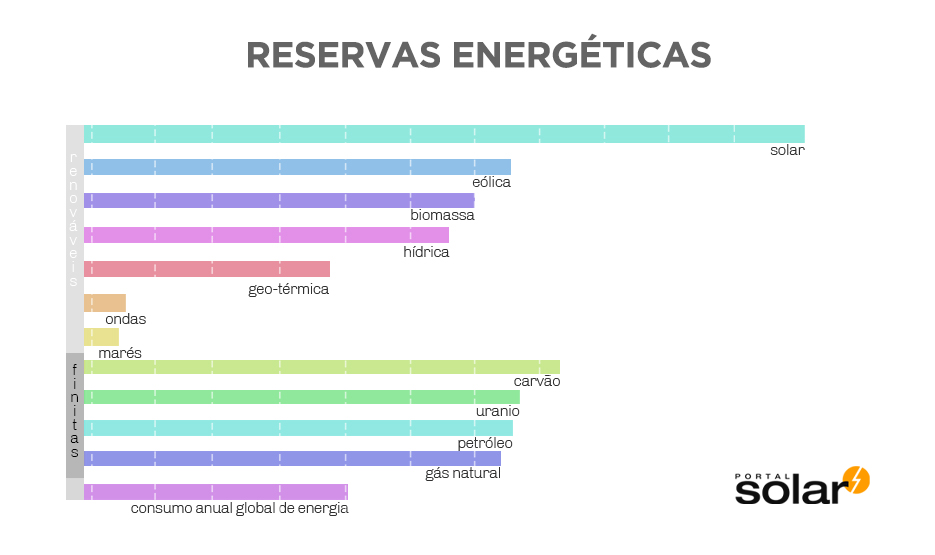 RESERVAS ENERGÉTICAS
renováveis
solar
eólica
biomassa
hídrica
geo-térmica
ondas
marés
finitas
carvão
uranio
petróleo
gás natural
consumo anual global de energia
PORTAL
solar